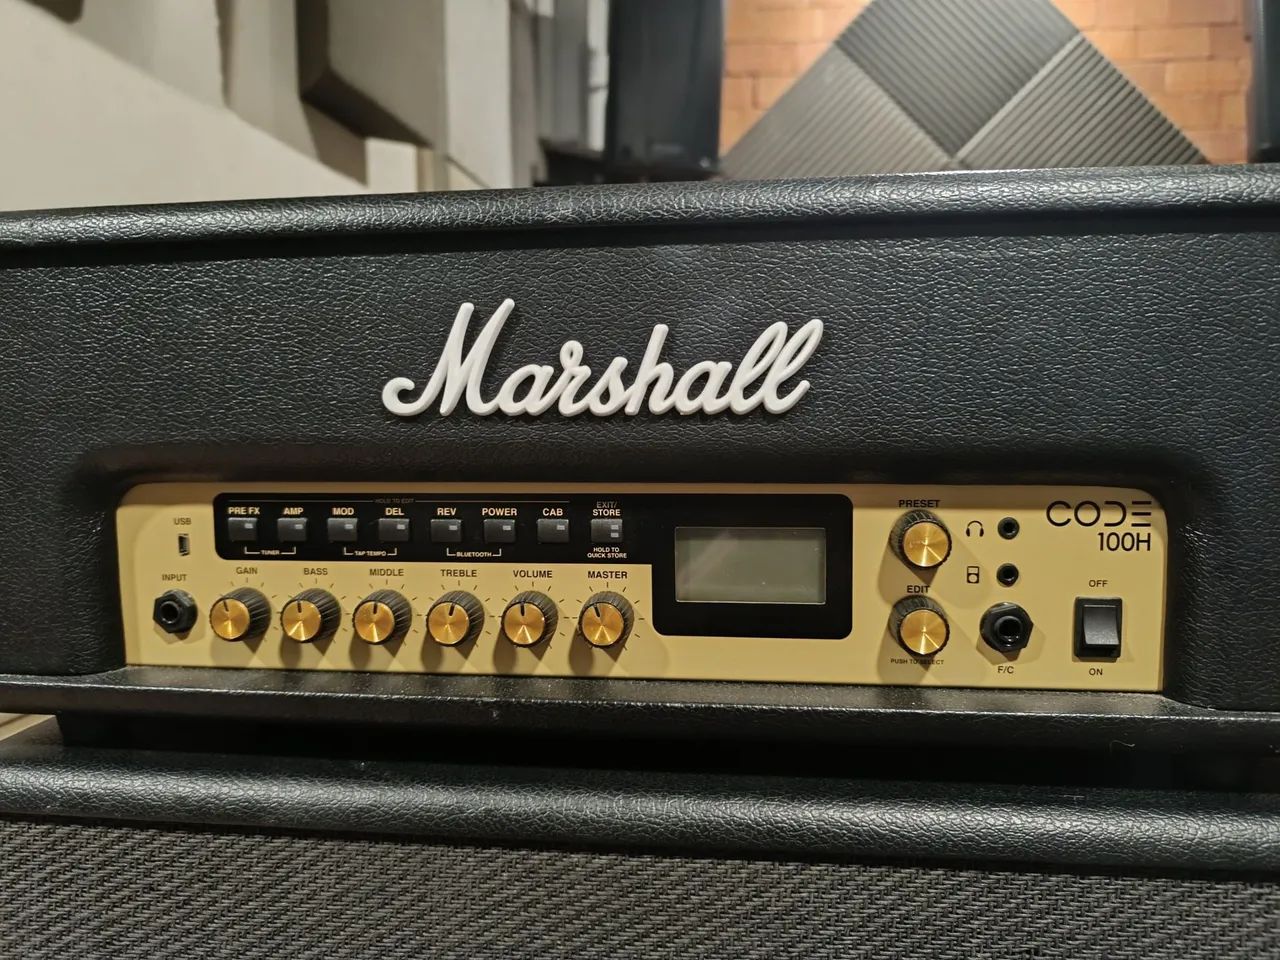 Marshall
HOLD TO EDIT
PRE FX AMP MOD DEL REV POWER CAB EXIT/
STORE
TUNER TAP TEMPO BLUETOOTH HOLD TO
QUICK STORE
USB
INPUT GAIN BASS MIDDLE TREBLE VOLUME MASTER
PRESET
EDIT
PUSH TO SELECT
CODE
100H
F/C
OFF
ON